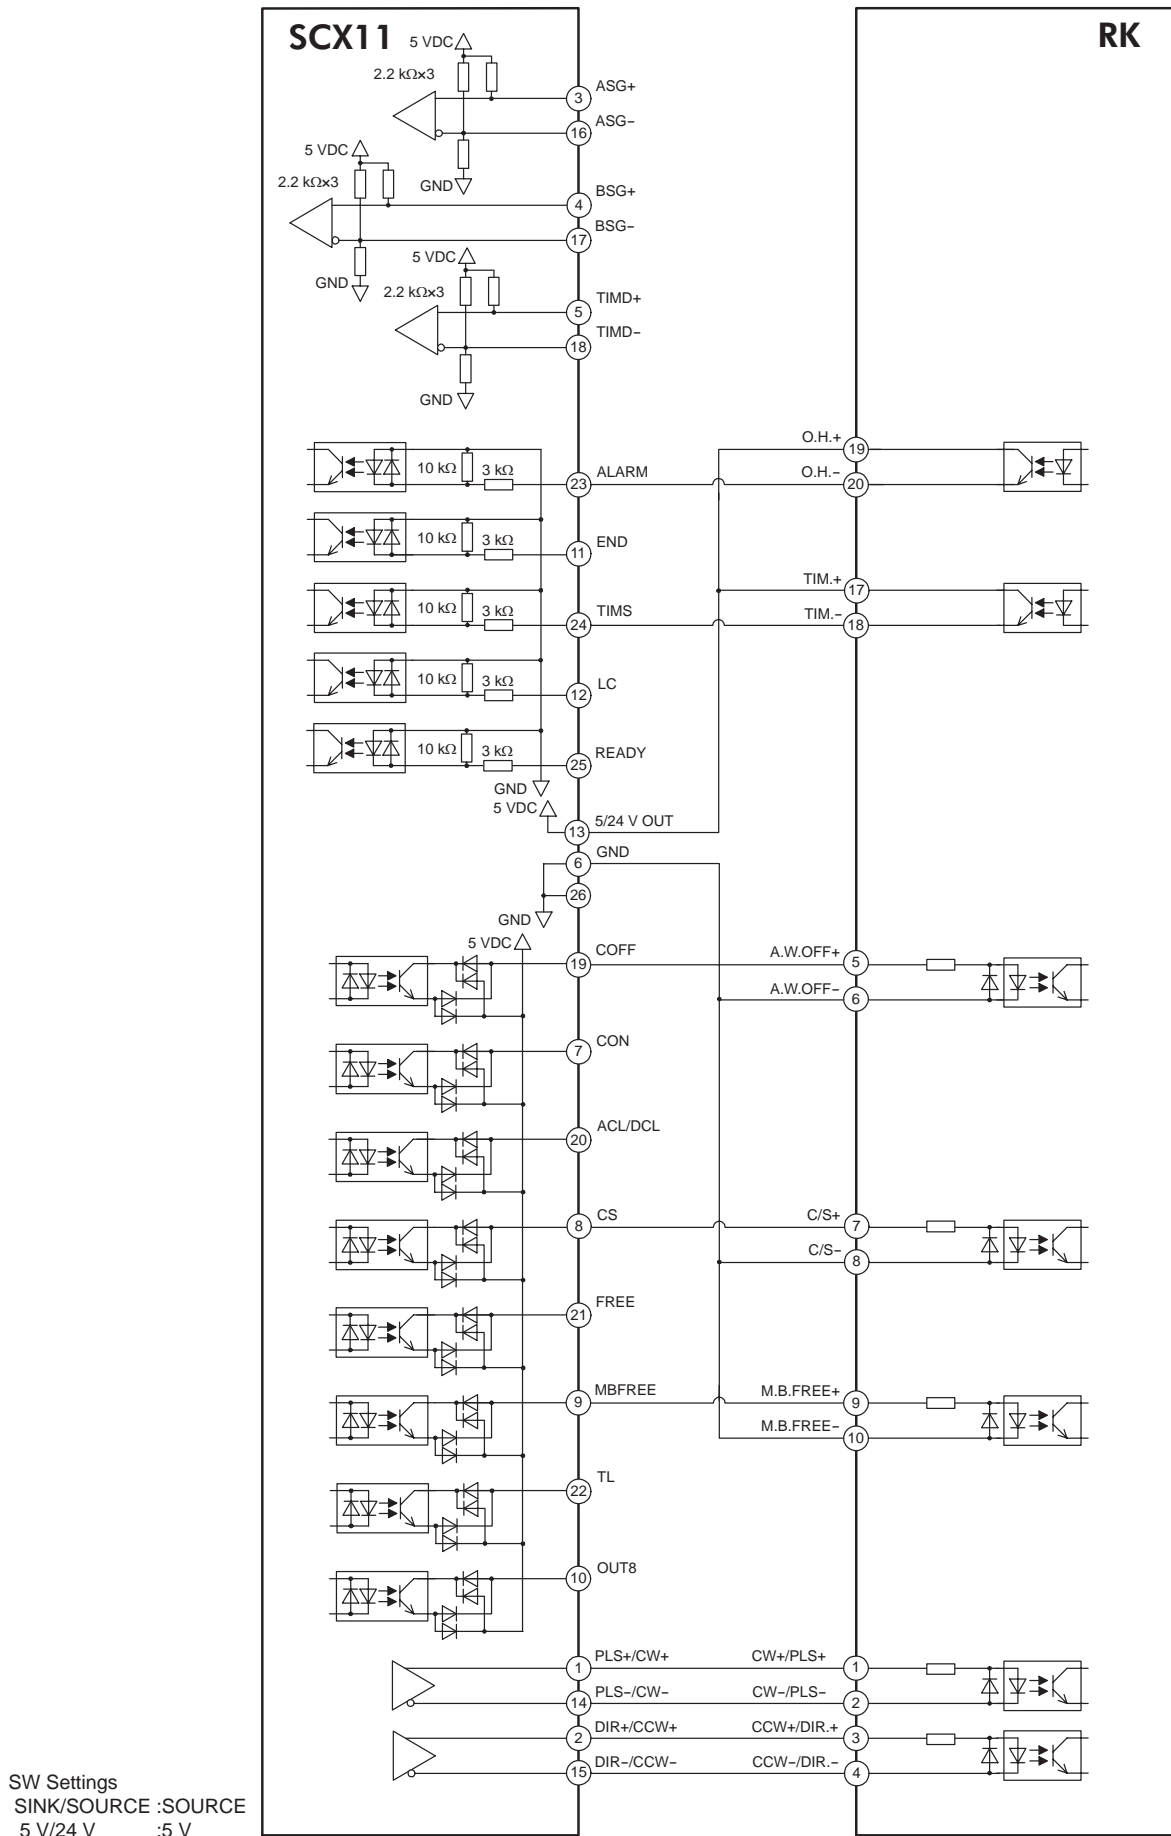 SCX11
RK
5 VDC
2.2 kΩ×3
3 ASG+
16 ASG−
GND
5 VDC
2.2 kΩ×3
4 BSG+
17 BSG−
GND
5 VDC
2.2 kΩ×3
5 TIMD+
18 TIMD−
GND
O.H.+ 19
10 kΩ 3 kΩ 23 ALARM O.H.− 20
10 kΩ 3 kΩ 11 END
TIM.+ 17
10 kΩ 3 kΩ 24 TIMS TIM.− 18
10 kΩ 3 kΩ 12 LC
10 kΩ 3 kΩ 25 READY
GND
5 VDC
13 5/24 V OUT
6 GND
26
GND
5 VDC
19 COFF A.W.OFF+ 5
A.W.OFF− 6
7 CON
20 ACL/DCL
8 CS C/S+ 7
C/S− 8
21 FREE
9 MBFREE M.B.FREE+ 9
M.B.FREE− 10
22 TL
10 OUT8
1 PLS+/CW+ CW+/PLS+ 1
14 PLS−/CW− CW−/PLS− 2
2 DIR+/CCW+ CCW+/DIR.+ 3
15 DIR−/CCW− CCW−/DIR.− 4
SW Settings
SINK/SOURCE :SOURCE
5 V/24 V :5 V